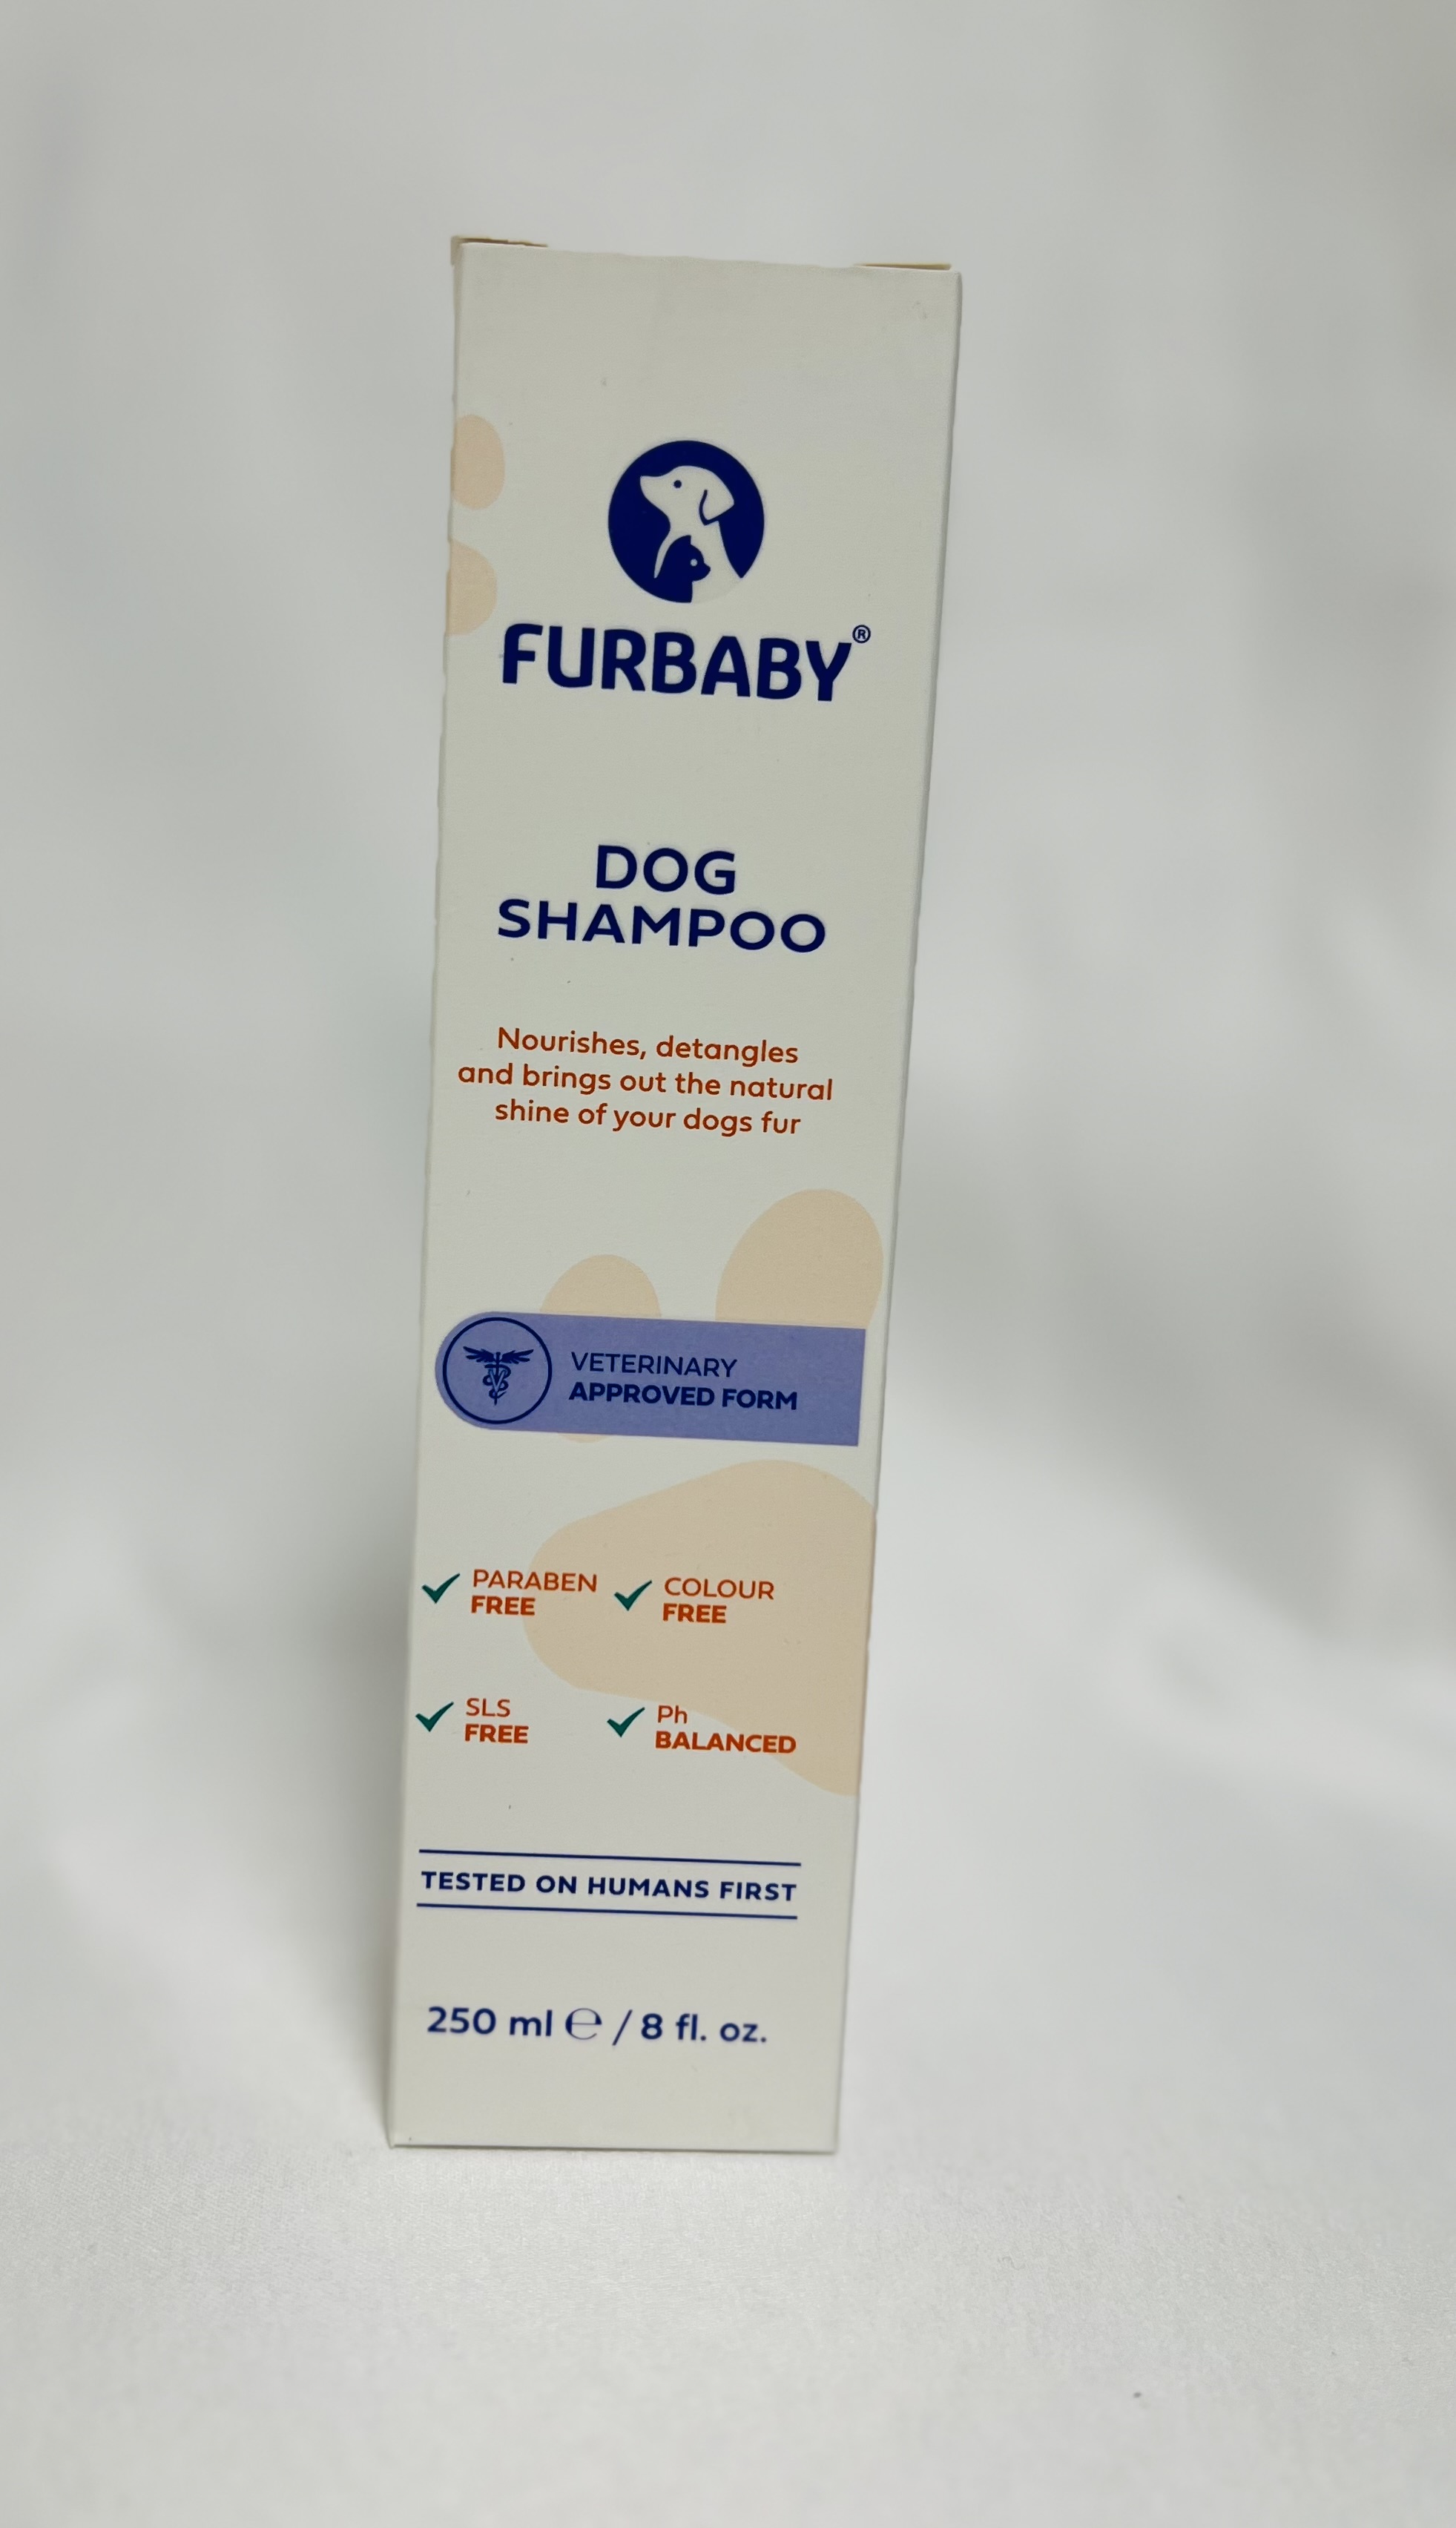 FURBABY®
DOG
SHAMPOO
Nourishes, detangles
and brings out the natural
shine of your dogs fur
VETERINARY
APPROVED FORM
PARABEN
FREE
COLOUR
FREE
SLS
FREE
Ph
BALANCED
TESTED ON HUMANS FIRST
250 ml ℮ / 8 fl. oz.